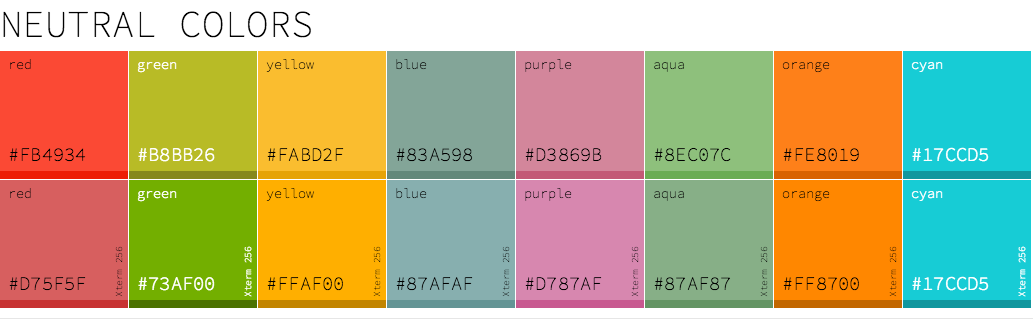 NEUTRAL COLORS
red green yellow blue purple aqua orange cyan
#FB4934 #B8BB26 #FABD2F #83A598 #D3869B #8EC07C #FE8019 #17CCD5
red green yellow blue purple aqua orange cyan
Xterm 256 Xterm 256 Xterm 256 Xterm 256 Xterm 256 Xterm 256 Xterm 256 Xterm 256
#D75F5F #73AF00 #FFAF00 #87AFAF #D787AF #87AF87 #FF8700 #17CCD5